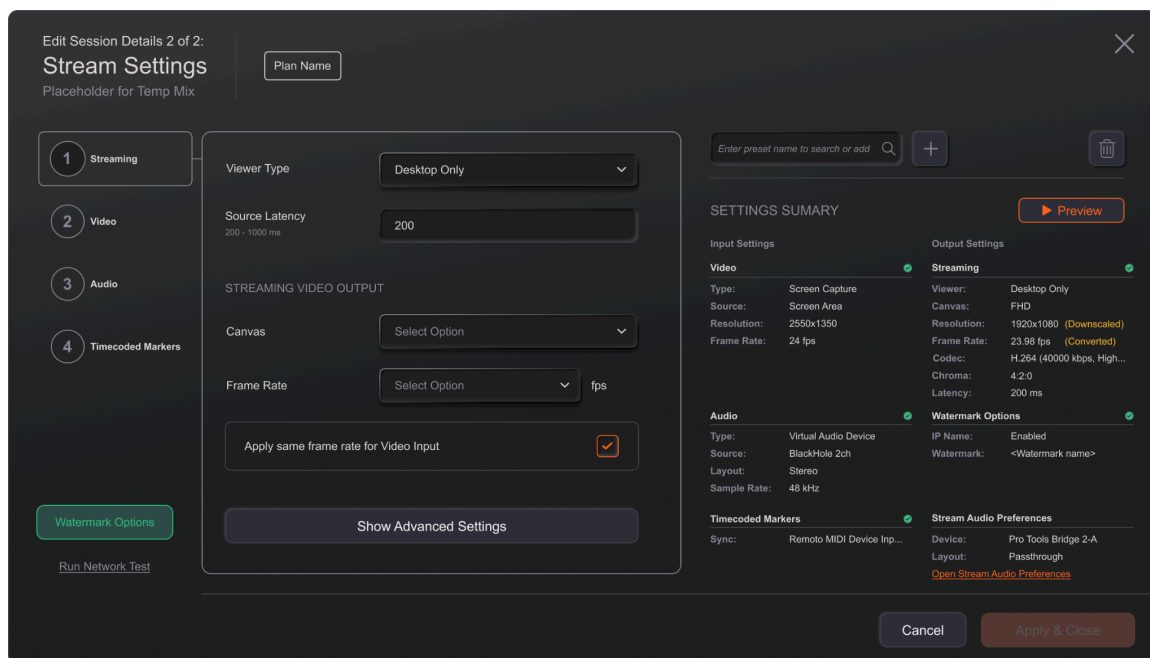 Edit Session Details 2 of 2:
Stream Settings
Placeholder for Temp Mix
Plan Name
1 Streaming
2 Video
3 Audio
4 Timecoded Markers
Watermark Options
Run Network Test
Viewer Type
Desktop Only
Source Latency
200 - 1000 ms
200
STREAMING VIDEO OUTPUT
Canvas
Select Option
Frame Rate
Select Option
fps
Apply same frame rate for Video Input
Show Advanced Settings
Enter preset name to search or add
SETTINGS SUMARY
Preview
Input Settings
Video
Type: Screen Capture
Source: Screen Area
Resolution: 2550x1350
Frame Rate: 24 fps
Audio
Type: Virtual Audio Device
Source: BlackHole 2ch
Layout: Stereo
Sample Rate: 48 kHz
Timecoded Markers
Sync: Remoto MIDI Device Inp...
Output Settings
Streaming
Viewer: Desktop Only
Canvas: FHD
Resolution: 1920x1080 (Downscaled)
Frame Rate: 23.98 fps (Converted)
Codec: H.264 (40000 kbps, High...
Chroma: 4:2:0
Latency: 200 ms
Watermark Options
IP Name: Enabled
Watermark: <Watermark name>
Stream Audio Preferences
Device: Pro Tools Bridge 2-A
Layout: Passthrough
Open Stream Audio Preferences
Cancel
Apply & Close